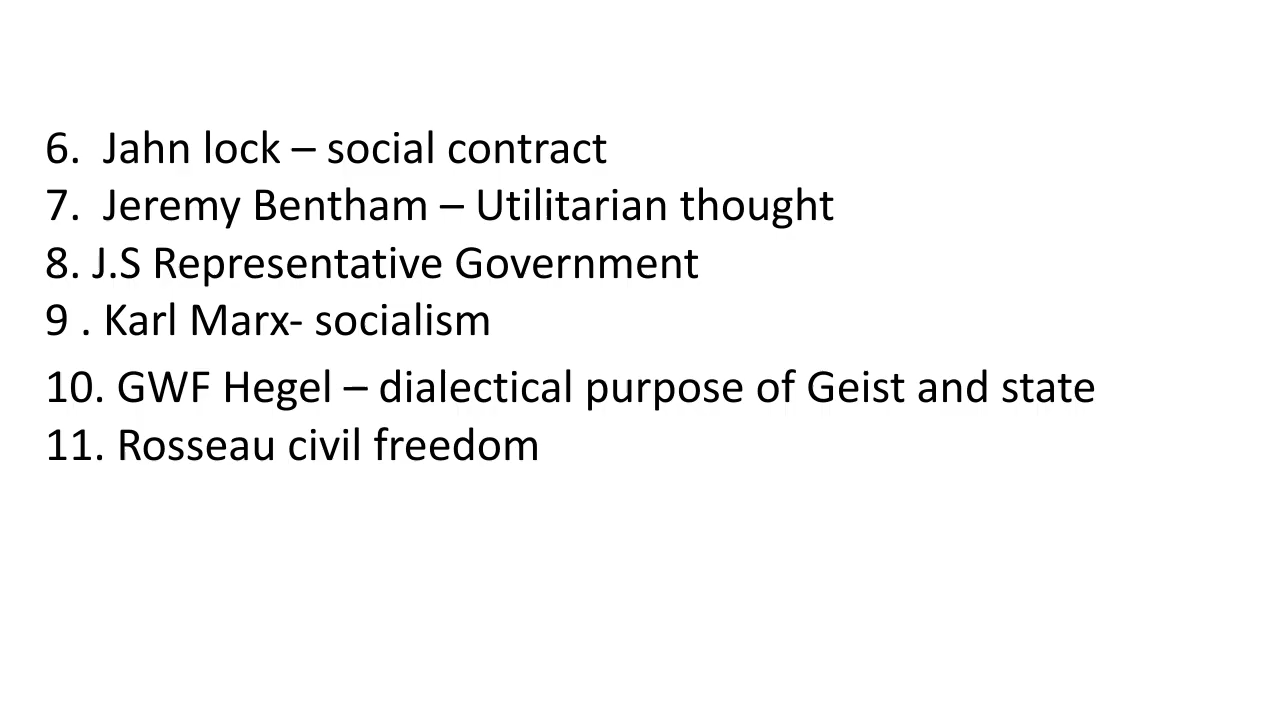 6.  Jahn lock – social contract
7.  Jeremy Bentham – Utilitarian thought
8. J.S Representative Government
9 . Karl Marx- socialism
10. GWF Hegel – dialectical purpose of Geist and state
11. Rosseau civil freedom